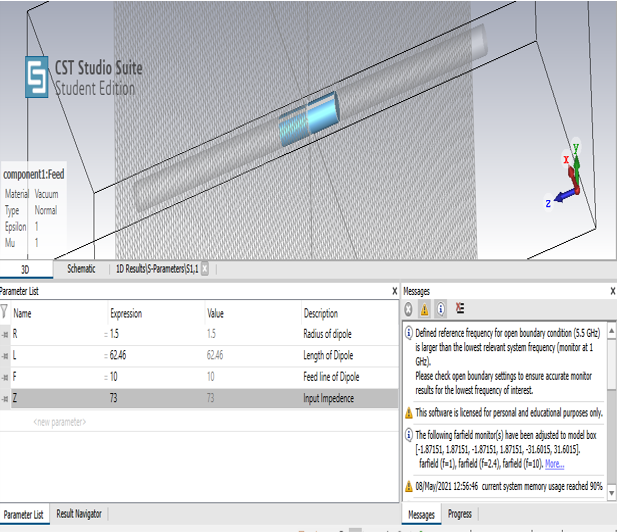 CST Studio Suite
Student Edition
component1:Feed
Material Vacuum
Type Normal
Epsilon 1
Mu 1
y
x
z
3D Schematic 1D Results\S-Parameters\S1,1
Parameter List
Name Expression Value Description
R = 1.5 1.5 Radius of dipole
L = 62.46 62.46 Length of Dipole
F = 10 10 Feed line of Dipole
Z 73 73 Input Impedence
<new parameter>
Parameter List Result Navigator
Messages
Defined reference frequency for open boundary condition (5.5 GHz)
is larger than the lowest relevant system frequency (monitor at 1
GHz).
Please check open boundary settings to ensure accurate monitor
results for the lowest frequency of interest.
This software is licensed for personal and educational purposes only.
The following farfield monitor(s) have been adjusted to model box
[-1.87151, 1.87151, -1.87151, 1.87151, -31.6015, 31.6015].
farfield (f=1), farfield (f=2.4), farfield (f=10). More...
08/May/2021 12:56:46 current system memory usage reached 90%
Messages Progress